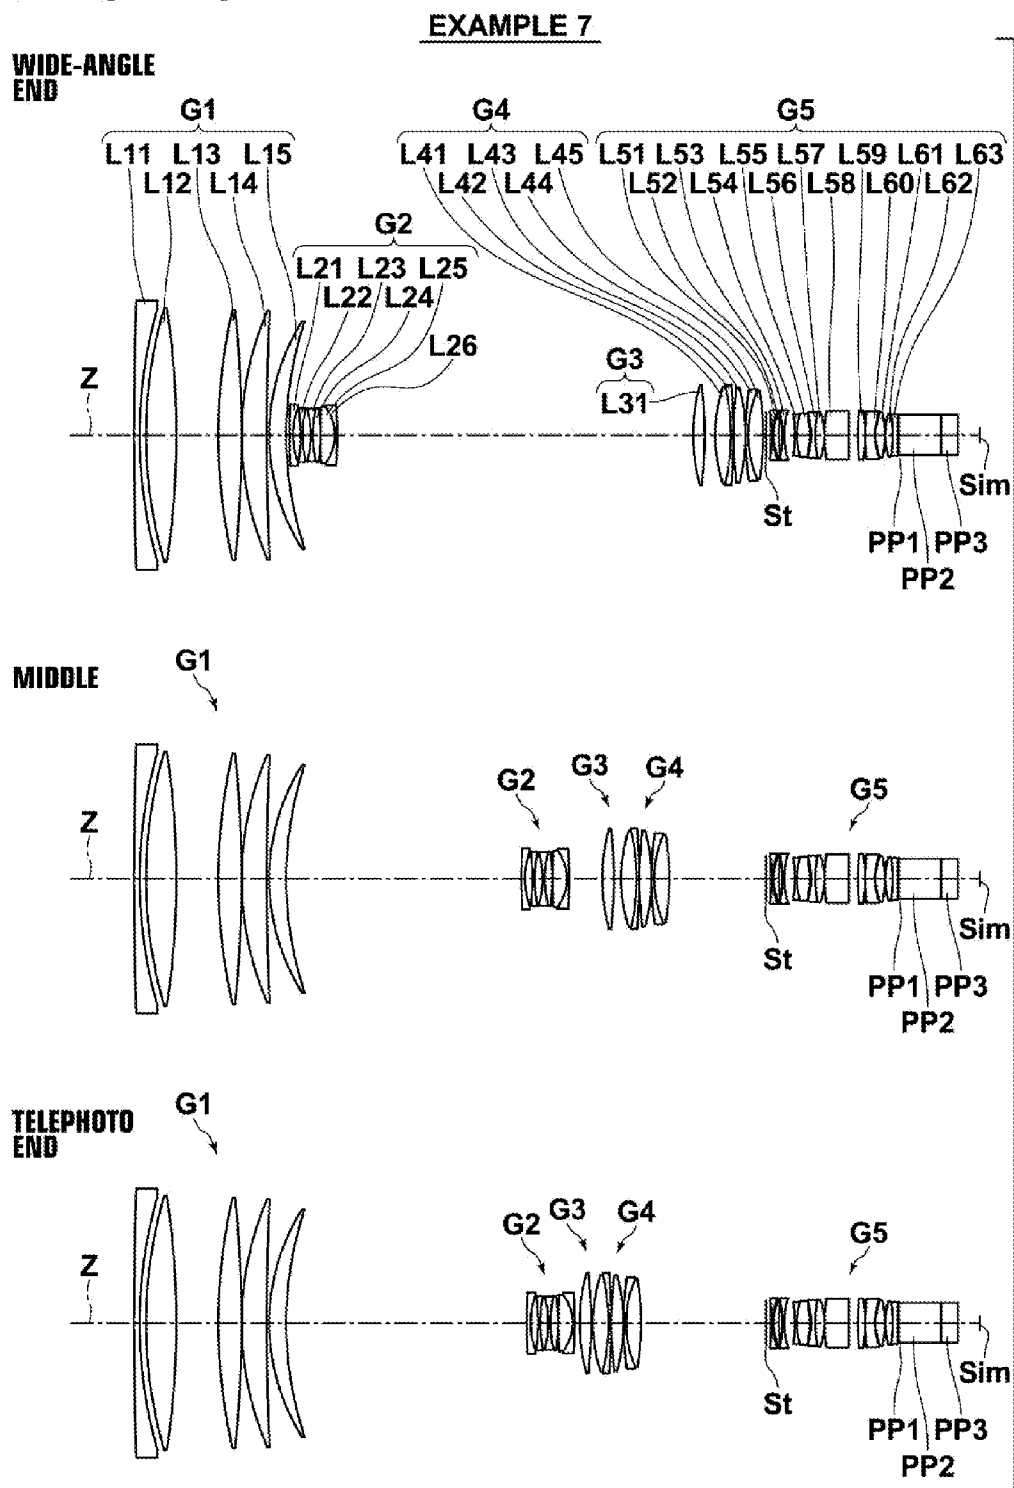 EXAMPLE 7
WIDE-ANGLE
END
G1 G4 G5
L11 L13 L15 L41 L43 L45 L51 L53 L55 L57 L59 L61 L63
L12 L14 L42 L44 L52 L54 L56 L58 L60 L62
G2
L21 L23 L25
L22 L24
L26
G3
Z
L31
Sim
St
PP1 PP3
PP2
MIDDLE
G1
G2 G3 G4
G5
Z
Sim
St
PP1 PP3
PP2
TELEPHOTO
END
G1
G2 G3 G4
G5
Z
Sim
St
PP1 PP3
PP2